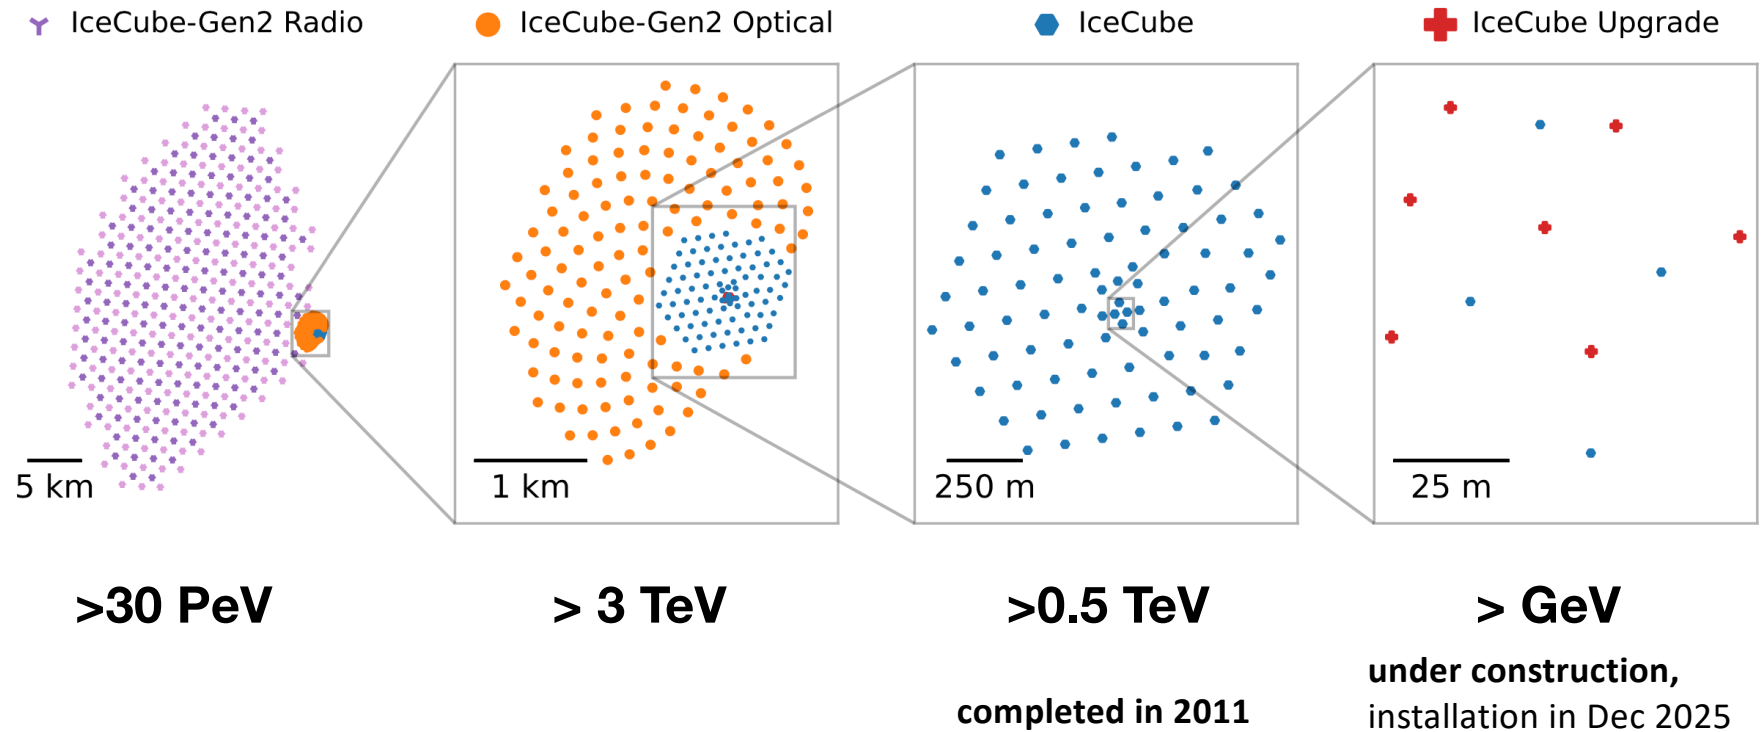 IceCube-Gen2 Radio
IceCube-Gen2 Optical
IceCube
IceCube Upgrade
5 km
1 km
250 m
25 m
>30 PeV
> 3 TeV
>0.5 TeV
> GeV
completed in 2011
under construction,
installation in Dec 2025